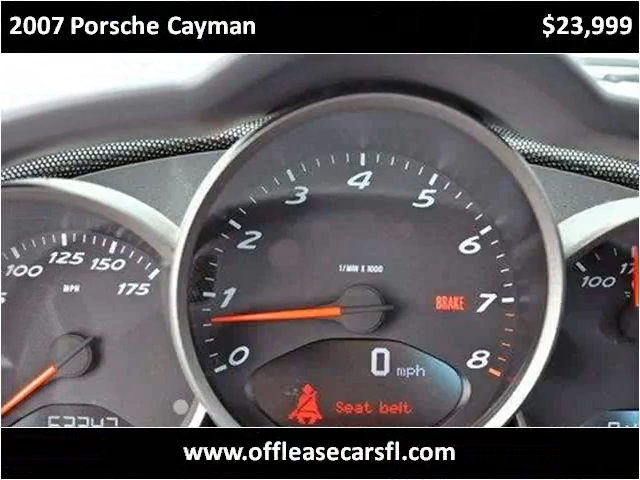 2007 Porsche Cayman $23,999
100 125 150 175
MPH
0 1 2 3 4 5 6 7 8
1/MIN X 1000
BRAKE
0 mph
Seat belt
100
www.offleasecarsfl.com